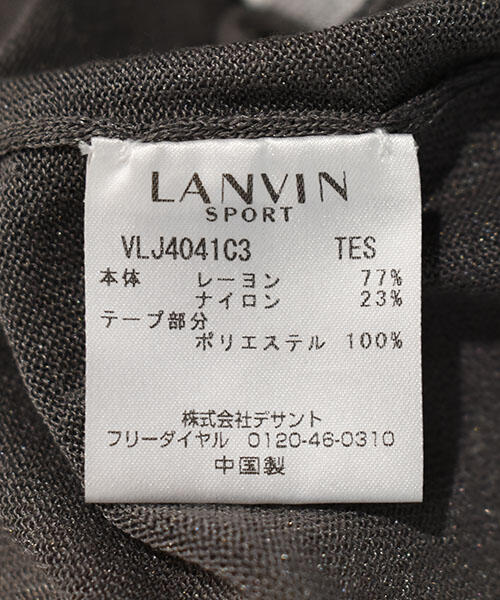 LANVIN
SPORT
VLJ4041C3 TES
本体 レーヨン 77%
ナイロン 23%
テープ部分
ポリエステル 100%
株式会社デサント
フリーダイヤル 0120-46-0310
中国製